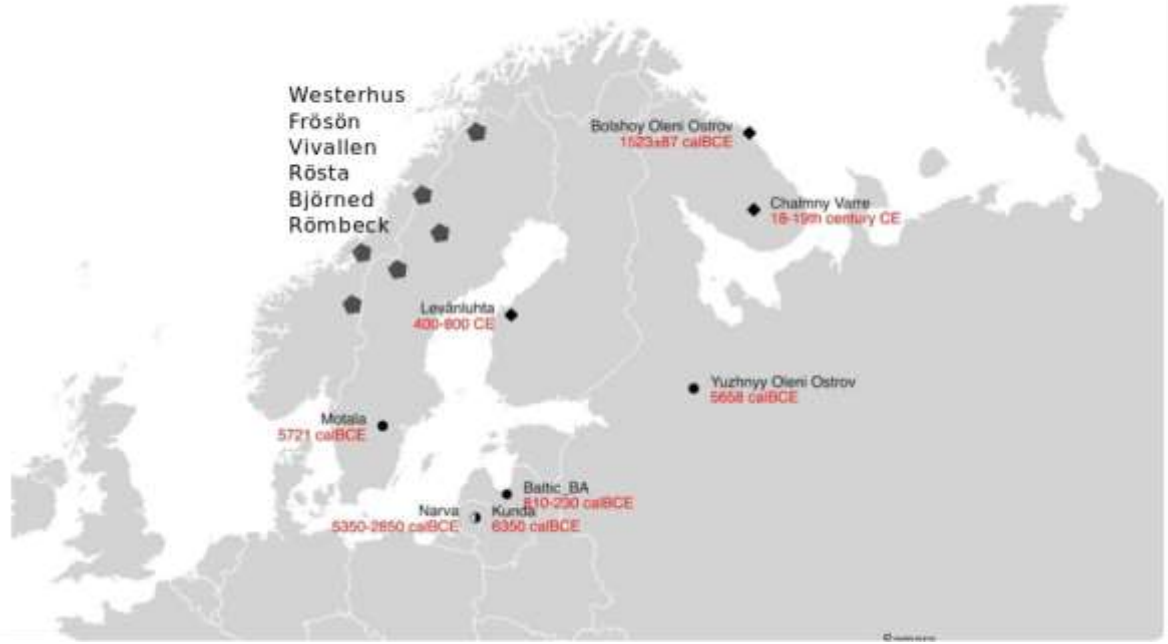 Westerhus
Frösön
Vivallen
Rösta
Björned
Römbeck
Bolshoy Oleni Ostrov
1523±87 calBCE
Chalmny Varre
18-19th century CE
Levänluhta
400-800 CE
Yuzhnyy Oleni Ostrov
5658 calBCE
Motala
5721 calBCE
Baltic_BA
810-230 calBCE
Narva
5350-2850 calBCE
Kunda
6350 calBCE